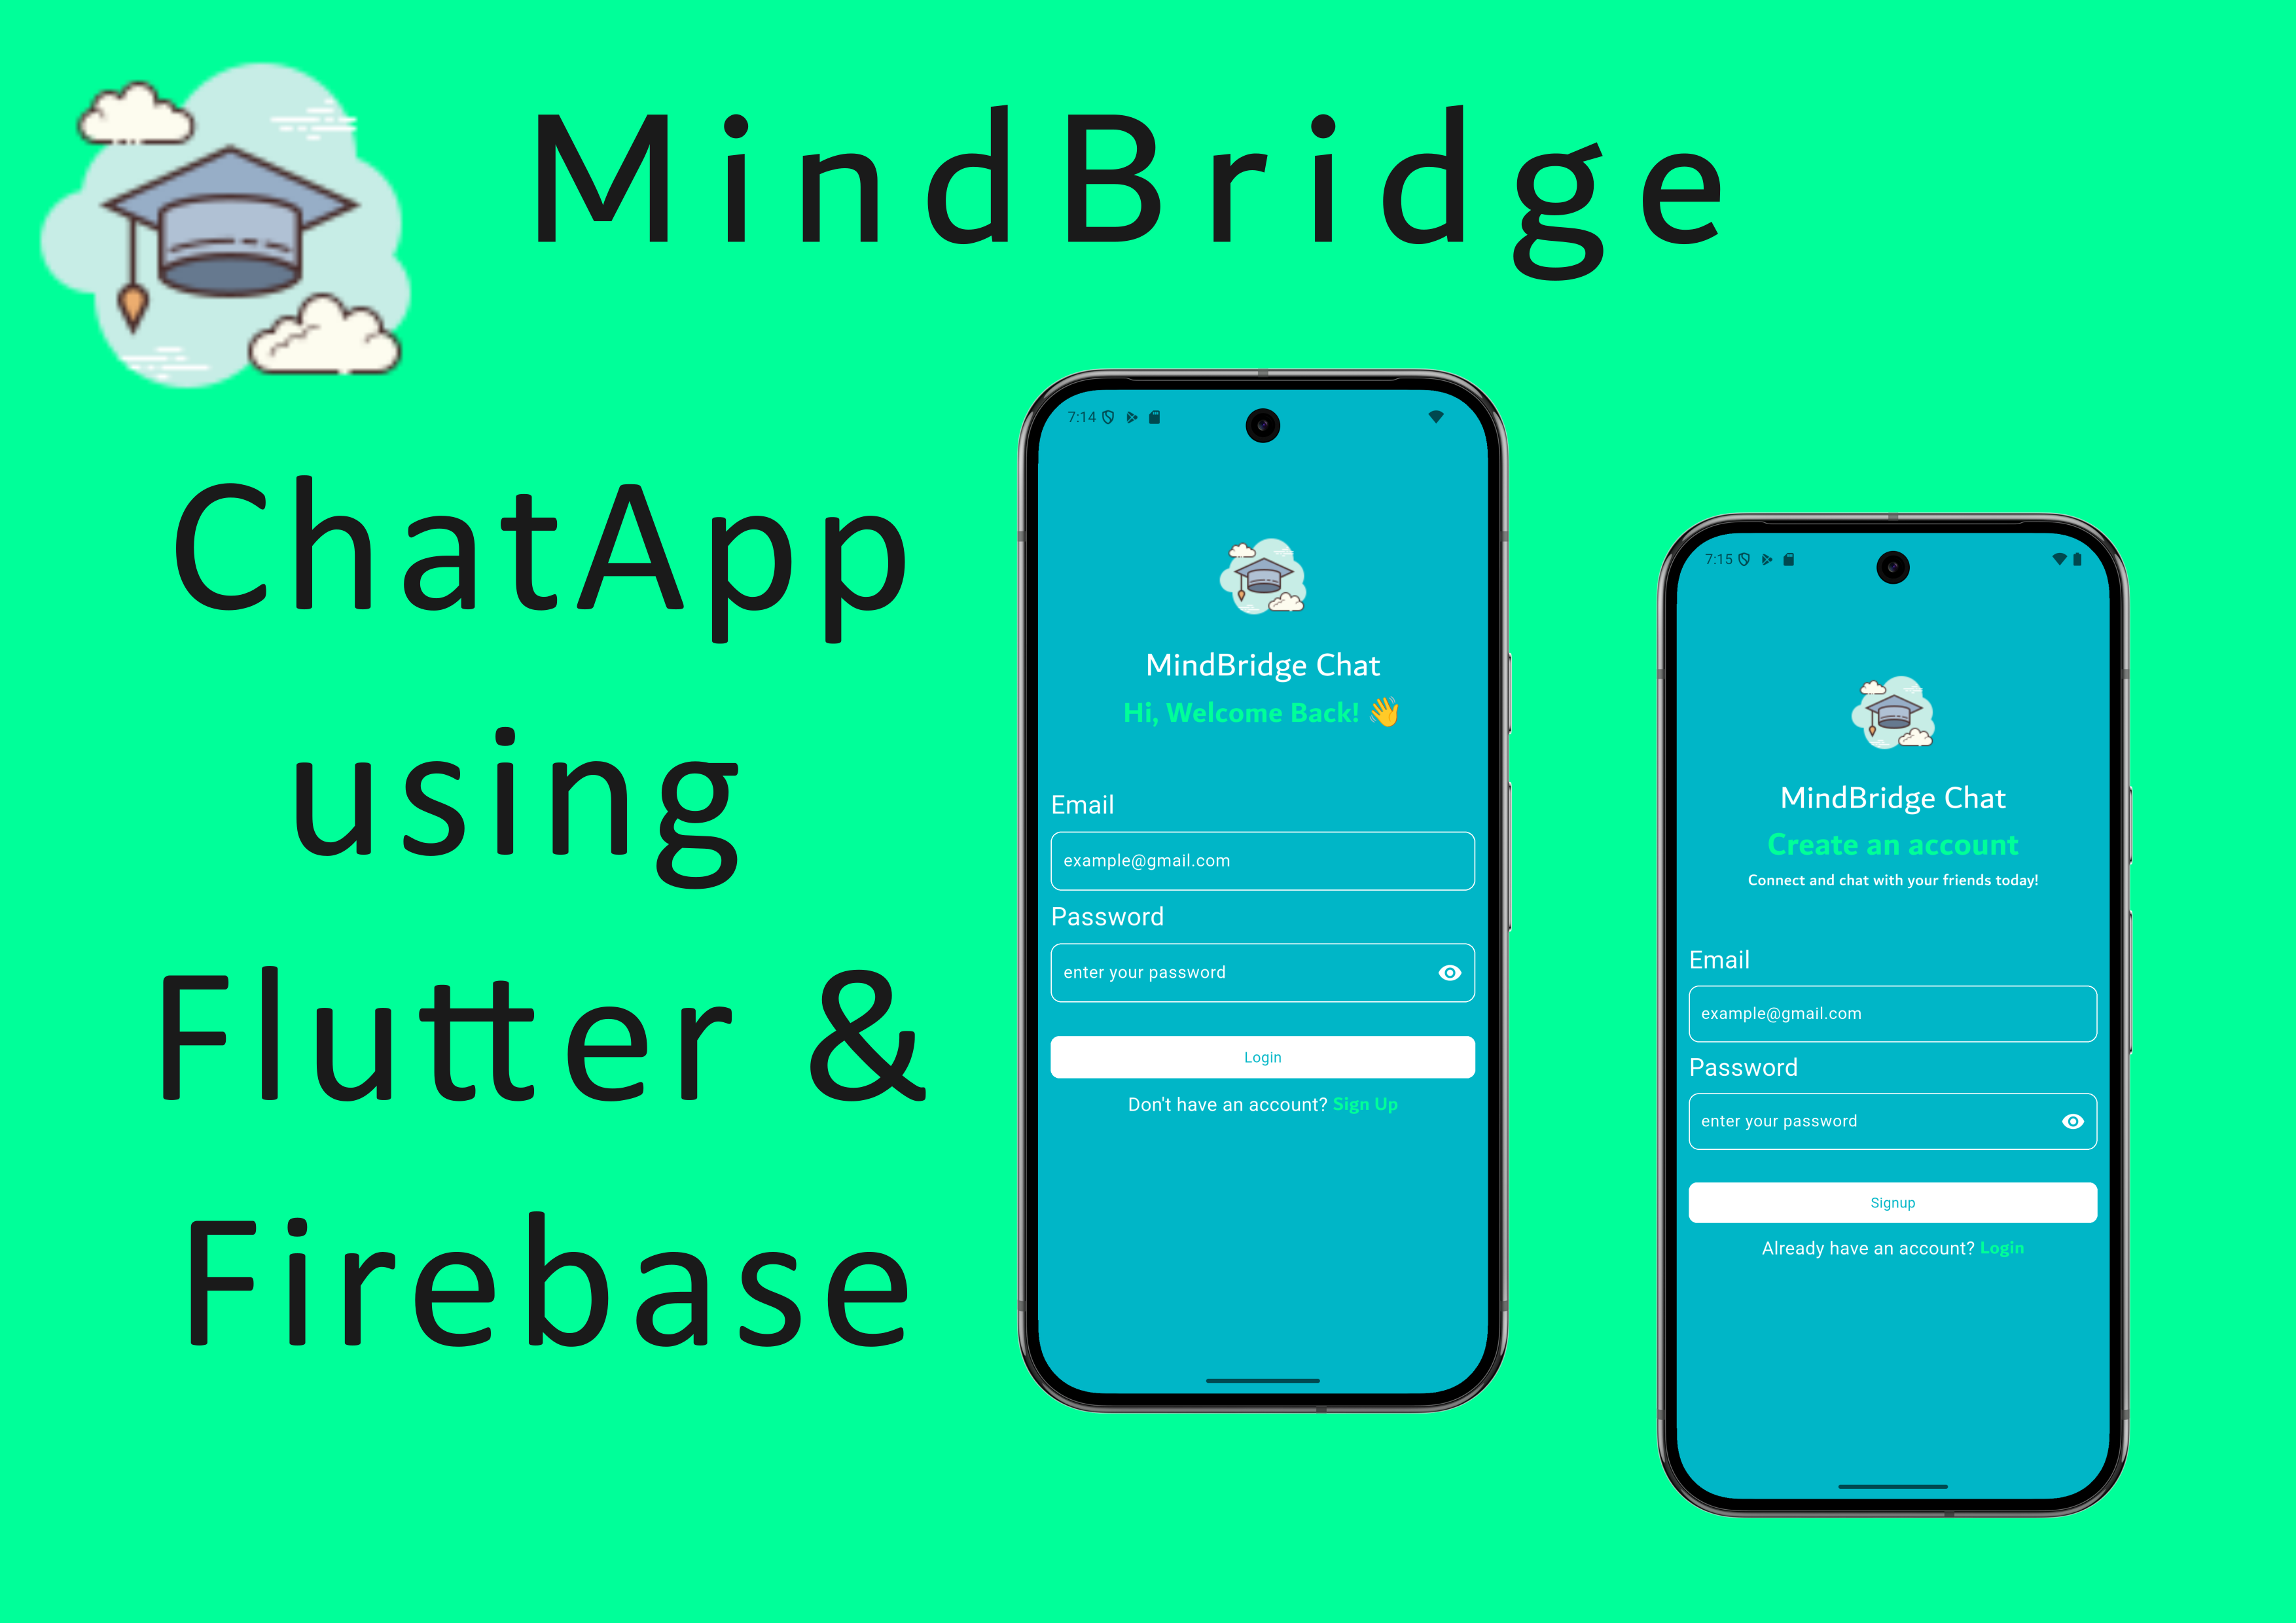 MindBridge
ChatApp
using
Flutter &
Firebase
7:14
MindBridge Chat
Hi, Welcome Back! 👋
Email
example@gmail.com
Password
enter your password
Login
Don't have an account? Sign Up
7:15
MindBridge Chat
Create an account
Connect and chat with your friends today!
Email
example@gmail.com
Password
enter your password
Signup
Already have an account? Login